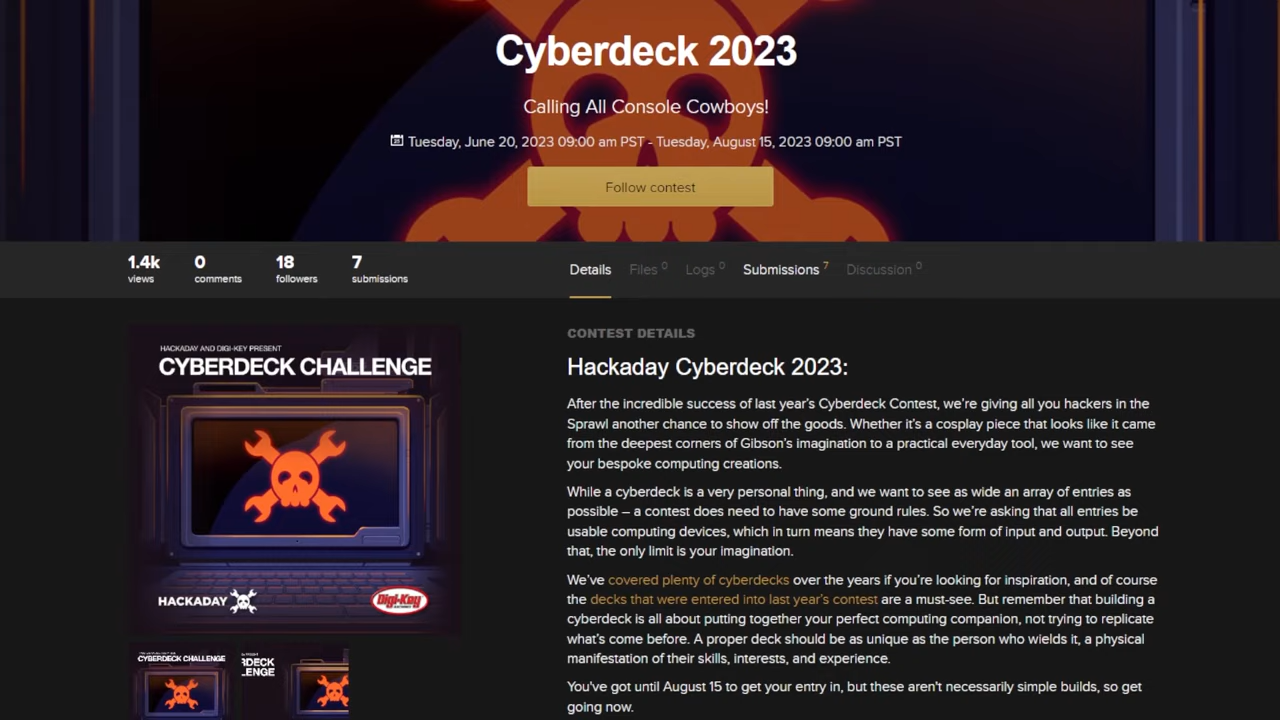 Cyberdeck 2023
Calling All Console Cowboys!
Tuesday, June 20, 2023 09:00 am PST - Tuesday, August 15, 2023 09:00 am PST
Follow contest
1.4k
views
0
comments
18
followers
7
submissions
Details
Files 0
Logs 0
Submissions 7
Discussion 0
HACKADAY AND DIGI-KEY PRESENT
CYBERDECK CHALLENGE
HACKADAY
Digi-Key
CYBERDECK CHALLENGE
RDECK
LENGE
CONTEST DETAILS
Hackaday Cyberdeck 2023:
After the incredible success of last year's Cyberdeck Contest, we're giving all you hackers in the
Sprawl another chance to show off the goods. Whether it's a cosplay piece that looks like it came
from the deepest corners of Gibson's imagination to a practical everyday tool, we want to see
your bespoke computing creations.
While a cyberdeck is a very personal thing, and we want to see as wide an array of entries as
possible – a contest does need to have some ground rules. So we're asking that all entries be
usable computing devices, which in turn means they have some form of input and output. Beyond
that, the only limit is your imagination.
We've covered plenty of cyberdecks over the years if you're looking for inspiration, and of course
the decks that were entered into last year's contest are a must-see. But remember that building a
cyberdeck is all about putting together your perfect computing companion, not trying to replicate
what's come before. A proper deck should be as unique as the person who wields it, a physical
manifestation of their skills, interests, and experience.
You've got until August 15 to get your entry in, but these aren't necessarily simple builds, so get
going now.